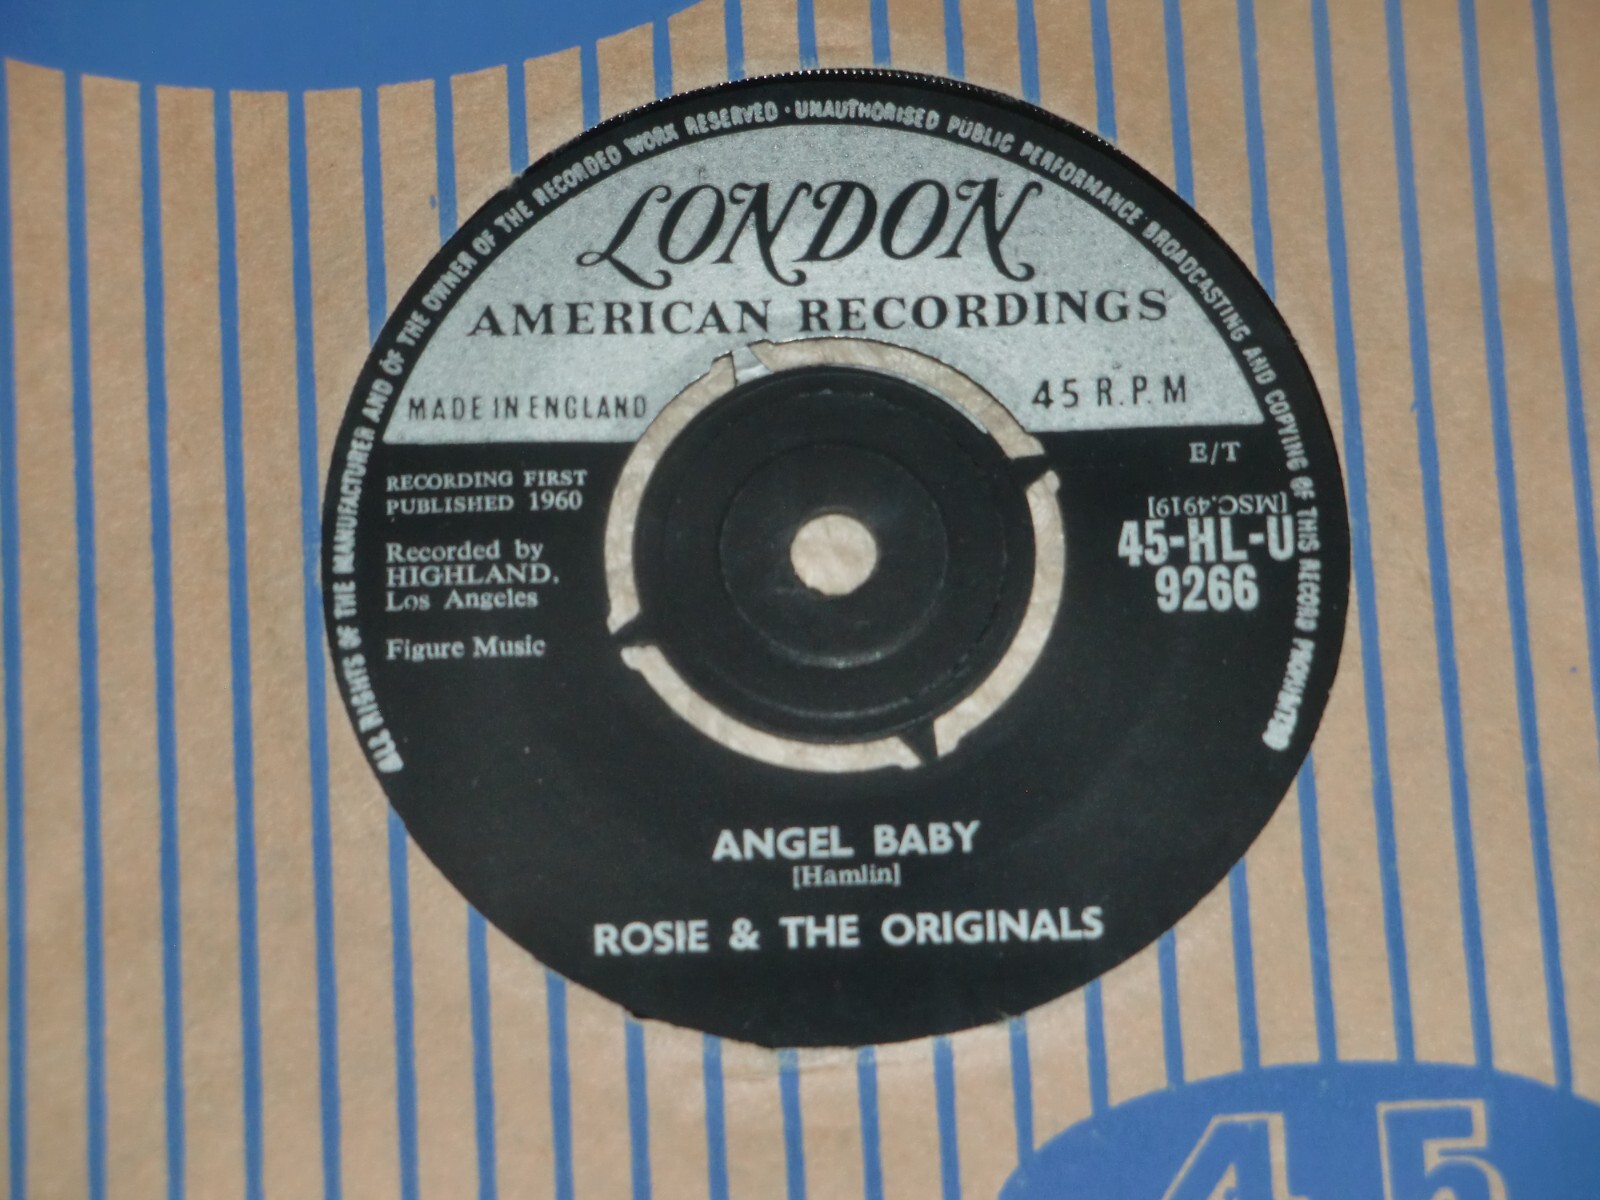 ALL RIGHTS OF THE MANUFACTURER AND OF THE OWNER OF THE RECORDED WORK RESERVED · UNAUTHORISED PUBLIC PERFORMANCE BROADCASTING AND COPYING OF THIS RECORD PROHIBITED
LONDON
AMERICAN RECORDINGS
MADE IN ENGLAND
45 R.P.M
E/T
RECORDING FIRST
PUBLISHED 1960
[MSC.4919]
45-HL-U
9266
Recorded by
HIGHLAND,
Los Angeles
Figure Music
ANGEL BABY
[Hamlin]
ROSIE & THE ORIGINALS
45